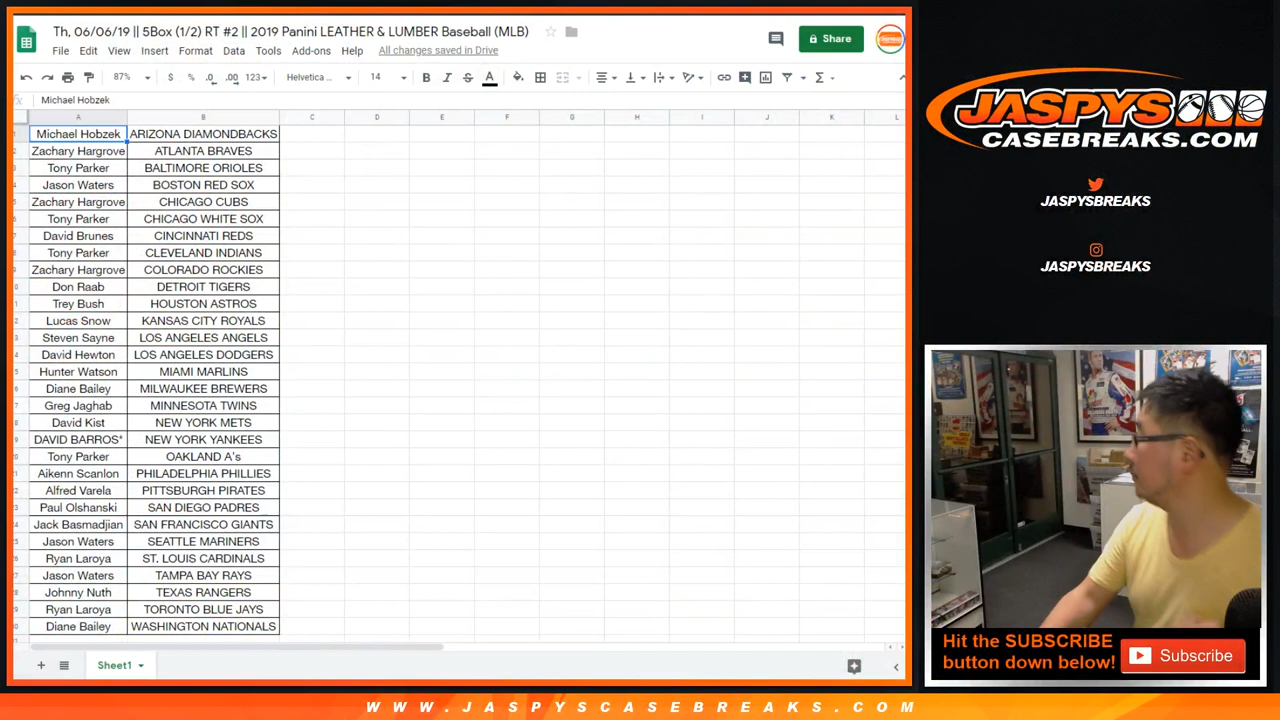 Th, 06/06/19 || 5Box (1/2) RT #2 || 2019 Panini LEATHER & LUMBER Baseball (MLB)
File Edit View Insert Format Data Tools Add-ons Help All changes saved in Drive
Share
87% $ % .0 .00 123 Helvetica ... 14 B I S A
Michael Hobzek
A B C D E F G H I J K L
Michael Hobzek ARIZONA DIAMONDBACKS
Zachary Hargrove ATLANTA BRAVES
Tony Parker BALTIMORE ORIOLES
Jason Waters BOSTON RED SOX
Zachary Hargrove CHICAGO CUBS
Tony Parker CHICAGO WHITE SOX
David Brunes CINCINNATI REDS
Tony Parker CLEVELAND INDIANS
Zachary Hargrove COLORADO ROCKIES
Don Raab DETROIT TIGERS
Trey Bush HOUSTON ASTROS
Lucas Snow KANSAS CITY ROYALS
Steven Sayne LOS ANGELES ANGELS
David Hewton LOS ANGELES DODGERS
Hunter Watson MIAMI MARLINS
Diane Bailey MILWAUKEE BREWERS
Greg Jaghab MINNESOTA TWINS
David Kist NEW YORK METS
DAVID BARROS* NEW YORK YANKEES
Tony Parker OAKLAND A's
Aikenn Scanlon PHILADELPHIA PHILLIES
Alfred Varela PITTSBURGH PIRATES
Paul Olshanski SAN DIEGO PADRES
Jack Basmadjian SAN FRANCISCO GIANTS
Jason Waters SEATTLE MARINERS
Ryan Laroya ST. LOUIS CARDINALS
Jason Waters TAMPA BAY RAYS
Johnny Nuth TEXAS RANGERS
Ryan Laroya TORONTO BLUE JAYS
Diane Bailey WASHINGTON NATIONALS
Sheet1
JASPYS
CASEBREAKS.COM
JASPYSBREAKS
JASPYSBREAKS
Hit the SUBSCRIBE
button down below!
Subscribe
WWW.JASPYSCASEBREAKS.COM